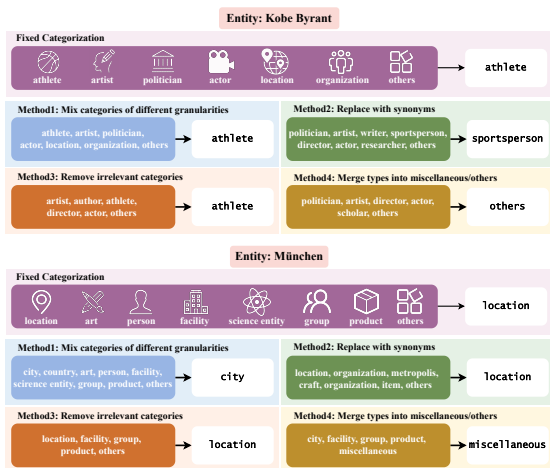 Entity: Kobe Byrant
Fixed Categorization
athlete artist politician actor location organization others
athlete
Method1: Mix categories of different granularities
athlete, artist, politician,
actor, location, organization, others
athlete
Method2: Replace with synonyms
politician, artist, writer, sportsperson,
director, actor, researcher, others
sportsperson
Method3: Remove irrelevant categories
artist, author, athlete,
director, actor, others
athlete
Method4: Merge types into miscellaneous/others
politician, artist, director, actor,
scholar, others
others
Entity: München
Fixed Categorization
location art person facility science entity group product others
location
Method1: Mix categories of different granularities
city, country, art, person, facility,
scirence entity, group, product, others
city
Method2: Replace with synonyms
location, organization, metropolis,
craft, organization, item, others
location
Method3: Remove irrelevant categories
location, facility, group,
product, others
location
Method4: Merge types into miscellaneous/others
city, facility, group, product,
miscellaneous
miscellaneous